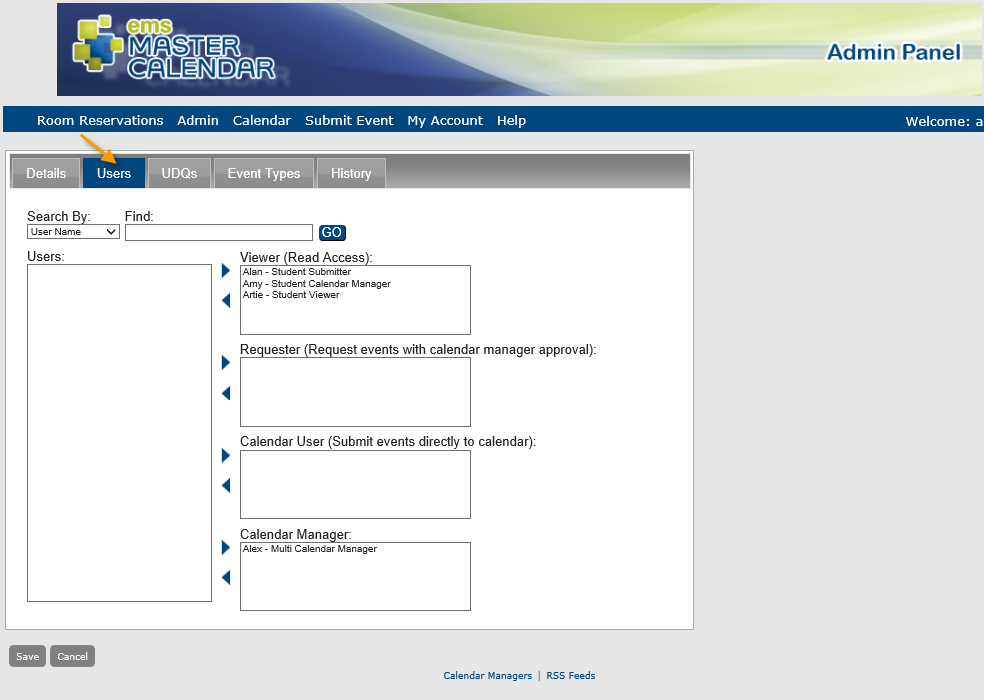 ems
MASTER
CALENDAR
Admin Panel
Room Reservations Admin Calendar Submit Event My Account Help Welcome: a
Details Users UDQs Event Types History
Search By: Find:
User Name GO
Users:
Viewer (Read Access):
Alan - Student Submitter
Amy - Student Calendar Manager
Artie - Student Viewer
Requester (Request events with calendar manager approval):
Calendar User (Submit events directly to calendar):
Calendar Manager:
Alex - Multi Calendar Manager
Save Cancel
Calendar Managers | RSS Feeds